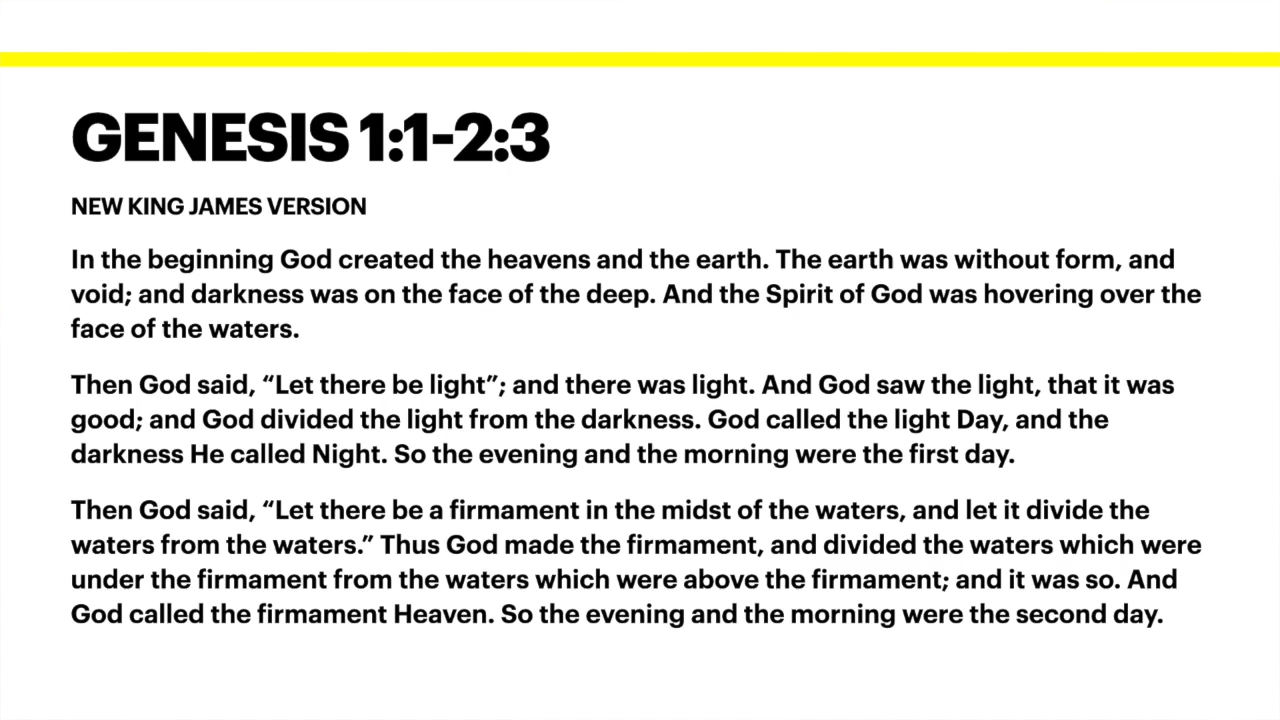 GENESIS 1:1-2:3
NEW KING JAMES VERSION
In the beginning God created the heavens and the earth. The earth was without form, and
void; and darkness was on the face of the deep. And the Spirit of God was hovering over the
face of the waters.
Then God said, “Let there be light”; and there was light. And God saw the light, that it was
good; and God divided the light from the darkness. God called the light Day, and the
darkness He called Night. So the evening and the morning were the first day.
Then God said, “Let there be a firmament in the midst of the waters, and let it divide the
waters from the waters.” Thus God made the firmament, and divided the waters which were
under the firmament from the waters which were above the firmament; and it was so. And
God called the firmament Heaven. So the evening and the morning were the second day.